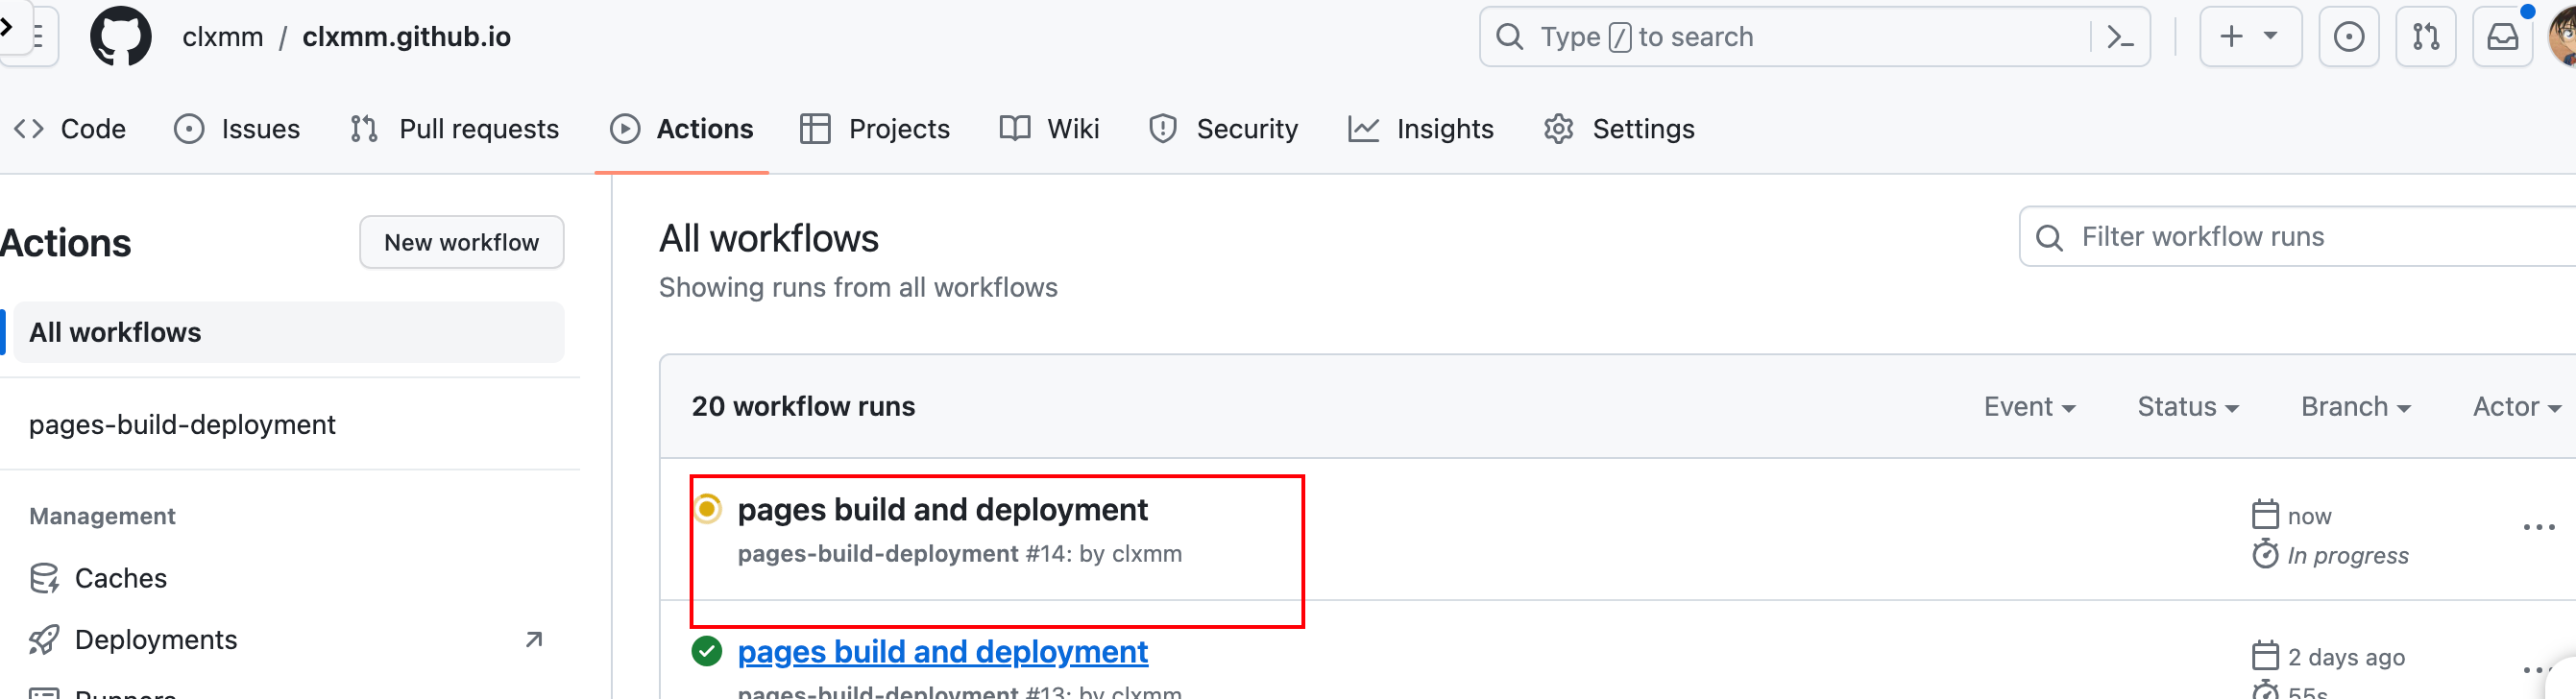 clxmm / clxmm.github.io
Type / to search
Code Issues Pull requests Actions Projects Wiki Security Insights Settings
Actions
New workflow
All workflows
pages-build-deployment
Management
Caches
Deployments
Runners
All workflows
Showing runs from all workflows
Filter workflow runs
20 workflow runs
Event Status Branch Actor
pages build and deployment
pages-build-deployment #14: by clxmm
now
In progress
pages build and deployment
pages-build-deployment #13: by clxmm
2 days ago
55s